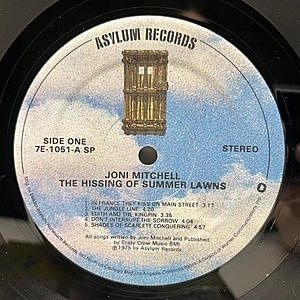 ASYLUM RECORDS
SIDE ONE
7E-1051-A SP
STEREO
JONI MITCHELL
THE HISSING OF SUMMER LAWNS
1. IN FRANCE THEY KISS ON MAIN STREET 3:17
2. THE JUNGLE LINE 4:20
3. EDITH AND THE KINGPIN 3:35
4. DON'T INTERRUPT THE SORROW 4:02
5. SHADES OF SCARLETT CONQUERING 4:57
All songs written by Joni Mitchell and Published
by Crazy Crow Music BMI
℗ 1975 by Asylum Records